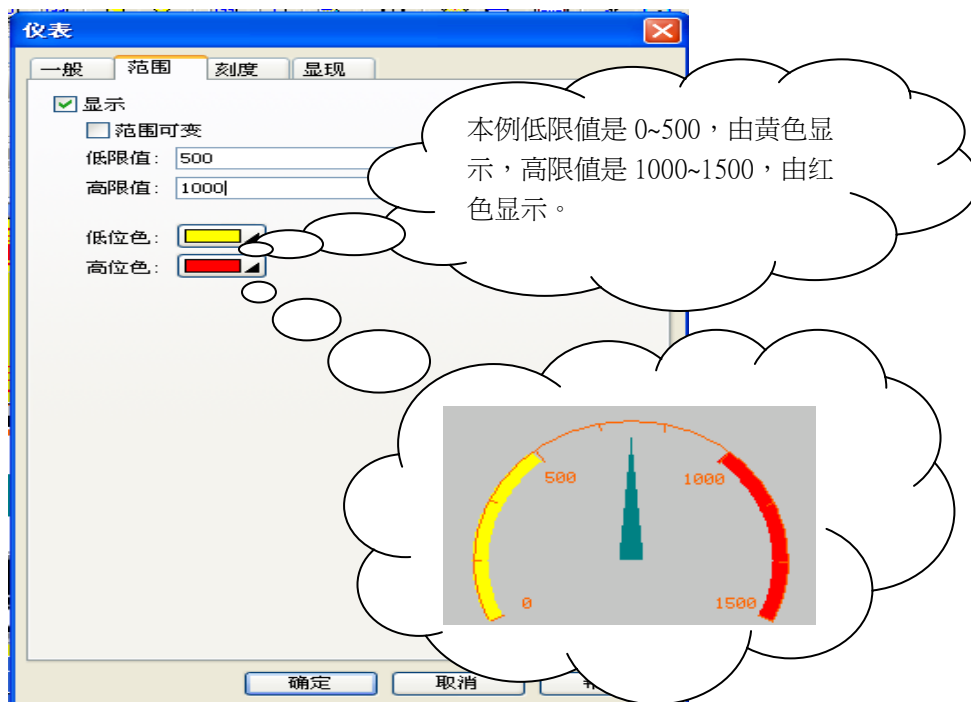 仪表
一般 范围 刻度 显现
显示
范围可变
低限值: 500
高限值: 1000
低位色:
高位色:
本例低限值是 0~500，由黄色显
示，高限值是 1000~1500，由红
色显示。
500 1000
0 1500
确定 取消